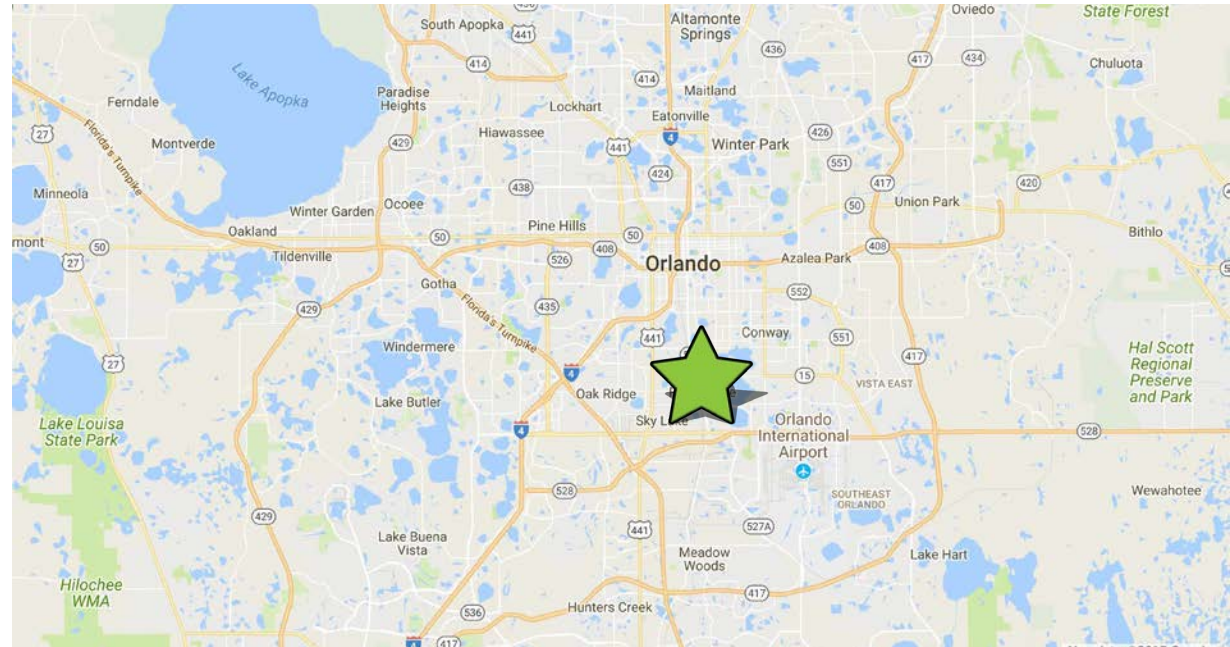 Oviedo
State Forest
South Apopka
441
Altamonte
Springs
436
417
434
Chuluota
414
414
Lake Apopka
Paradise
Heights
Maitland
Ferndale
Lockhart
Eatonville
27
Florida's Turnpike
Montverde
429
Hiawassee
441
4
Winter Park
426
551
424
417
420
Minneola
438
Winter Garden
Ocoee
50
Union Park
Oakland
50
Pine Hills
50
Bithlo
mont
50
27
Tildenville
526
408
Orlando
Azalea Park
408
Gotha
552
429
Florida's Turnpike
435
441
Conway
551
Windermere
417
27
4
Hal Scott
Regional
Preserve
and Park
15
VISTA EAST
Lake Butler
Oak Ridge
Lake Louisa
State Park
4
Sky Lake
Orlando
International
Airport
528
528
Wewahotee
SOUTHEAST
ORLANDO
429
441
527A
Lake Buena
Vista
Meadow
Woods
Lake Hart
Hilochee
WMA
417
536
Hunters Creek
4
417